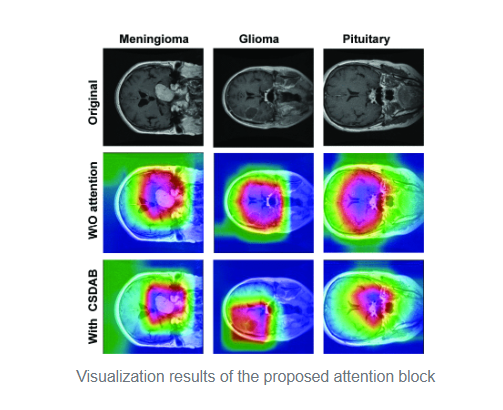 Meningioma Glioma Pituitary
Original
W\O attention
With CSDAB
Visualization results of the proposed attention block